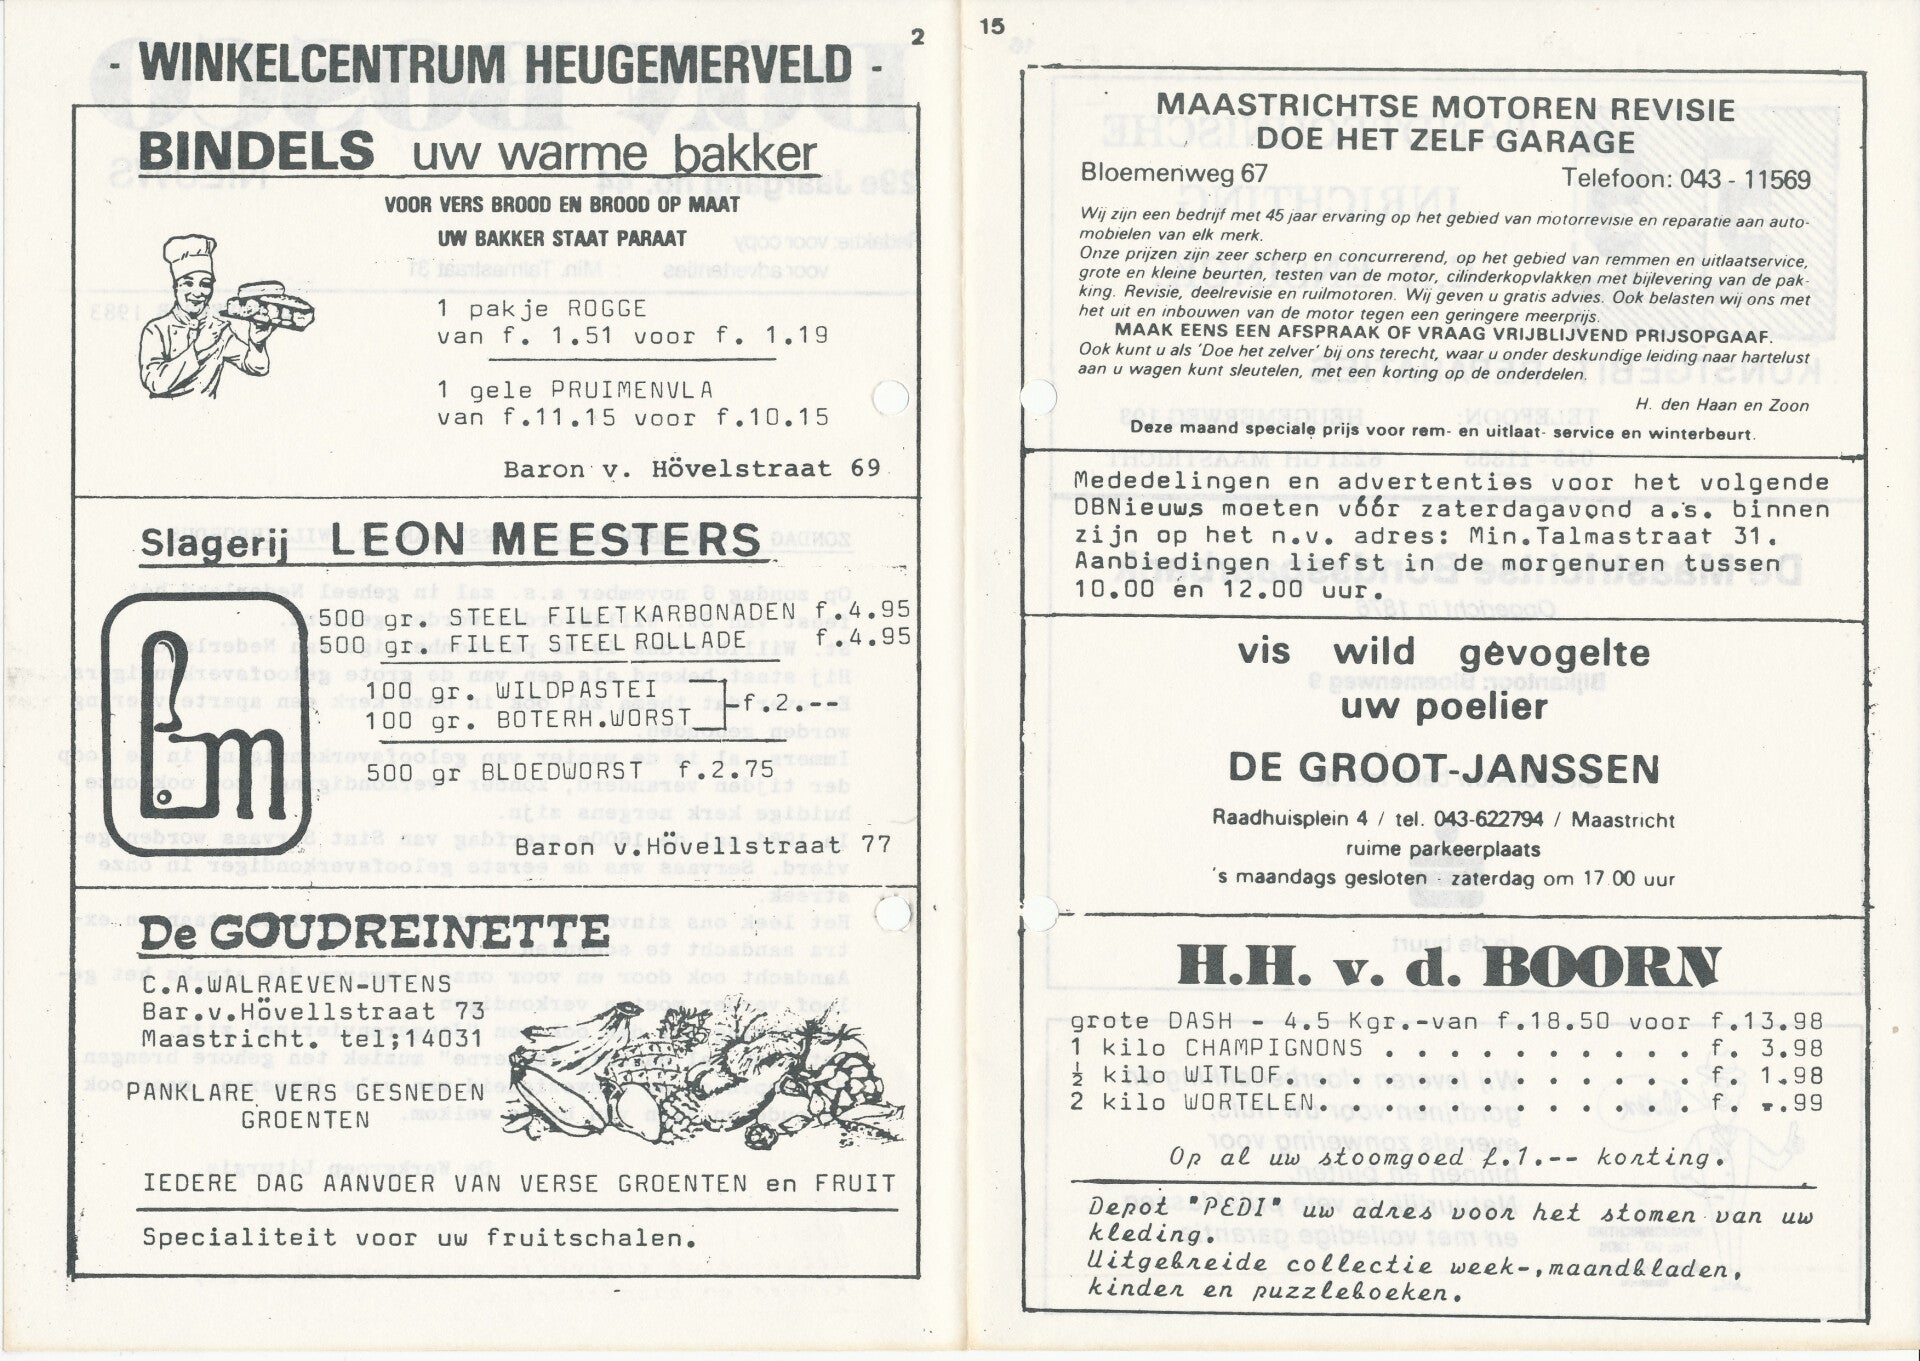 2
- WINKELCENTRUM HEUGEMERVELD -
BINDELS uw warme bakker
VOOR VERS BROOD EN BROOD OP MAAT
UW BAKKER STAAT PARAAT
1 pakje ROGGE
van f. 1.51 voor f. 1.19
1 gele PRUIMENVLA
van f.11.15 voor f.10.15
Baron v. Hövelstraat 69
Slagerij LEON MEESTERS
500 gr. STEEL FILETKARBONADEN f.4.95
500 gr. FILET STEELROLLADE f.4.95
100 gr. WILDPASTEI
100 gr. BOTERH.WORST f.2.--
500 gr BLOEDWORST f.2.75
Lm
Baron v.Hövellstraat 77
De GOUDREINETTE
C.A.WALRAEVEN-UTENS
Bar.v.Hövellstraat 73
Maastricht. tel;14031
PANKLARE VERS GESNEDEN
GROENTEN
IEDERE DAG AANVOER VAN VERSE GROENTEN en FRUIT
Specialiteit voor uw fruitschalen.
15
MAASTRICHTSE MOTOREN REVISIE
DOE HET ZELF GARAGE
Bloemenweg 67 Telefoon: 043 - 11569
Wij zijn een bedrijf met 45 jaar ervaring op het gebied van motorrevisie en reparatie aan auto-
mobielen van elk merk.
Onze prijzen zijn zeer scherp en concurrerend, op het gebied van remmen en uitlaatservice,
grote en kleine beurten, testen van de motor, cilinderkopvlakken met bijlevering van de pak-
king. Revisie, deelrevisie en ruilmotoren. Wij geven u gratis advies. Ook belasten wij ons met
het uit en inbouwen van de motor tegen een geringere meerprijs.
MAAK EENS EEN AFSPRAAK OF VRAAG VRIJBLIJVEND PRIJSOPGAAF.
Ook kunt u als 'Doe het zelver' bij ons terecht, waar u onder deskundige leiding naar hartelust
aan u wagen kunt sleutelen, met een korting op de onderdelen.
H. den Haan en Zoon
Deze maand speciale prijs voor rem- en uitlaat- service en winterbeurt.
Mededelingen en advertenties voor het volgende
DBNieuws moeten vóór zaterdagavond a.s. binnen
zijn op het n.v. adres: Min.Talmastraat 31.
Aanbiedingen liefst in de morgenuren tussen
10.00 en 12.00 uur.
vis wild gevogelte
uw poelier
DE GROOT-JANSSEN
Raadhuisplein 4 / tel. 043-622794 / Maastricht
ruime parkeerplaats
's maandags gesloten - zaterdag om 17.00 uur
H.H. v. d. BOORN
grote DASH - 4.5 Kgr.-van f.18.50 voor f.13.98
1 kilo CHAMPIGNONS . . . . . . . . . . . f. 3.98
½ kilo WITLOF. . . . . . . . . . . . . . f. 1.98
2 kilo WORTELEN. . . . . . . . . . . . . f. -.99
Op al uw stoomgoed f.1.-- korting.
Depot "PEDI" uw adres voor het stomen van uw
kleding.
Uitgebreide collectie week-,maandbladen,
kinder en puzzleboeken.